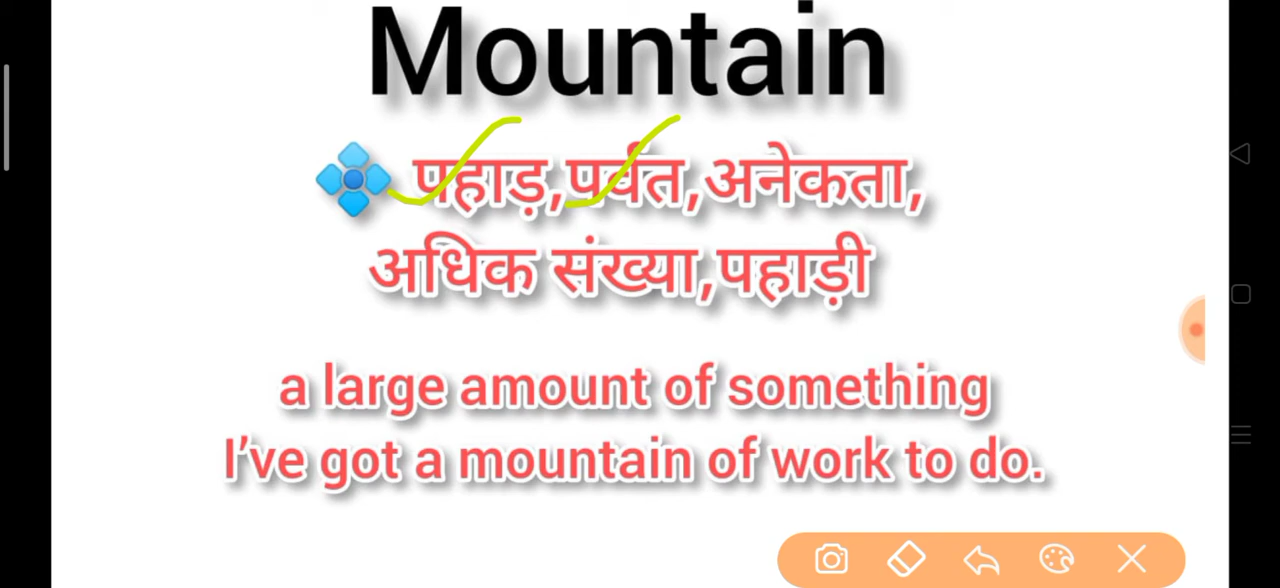 Mountain
पहाड़,पर्वत,अनेकता,
अधिक संख्या,पहाड़ी
a large amount of something
I’ve got a mountain of work to do.